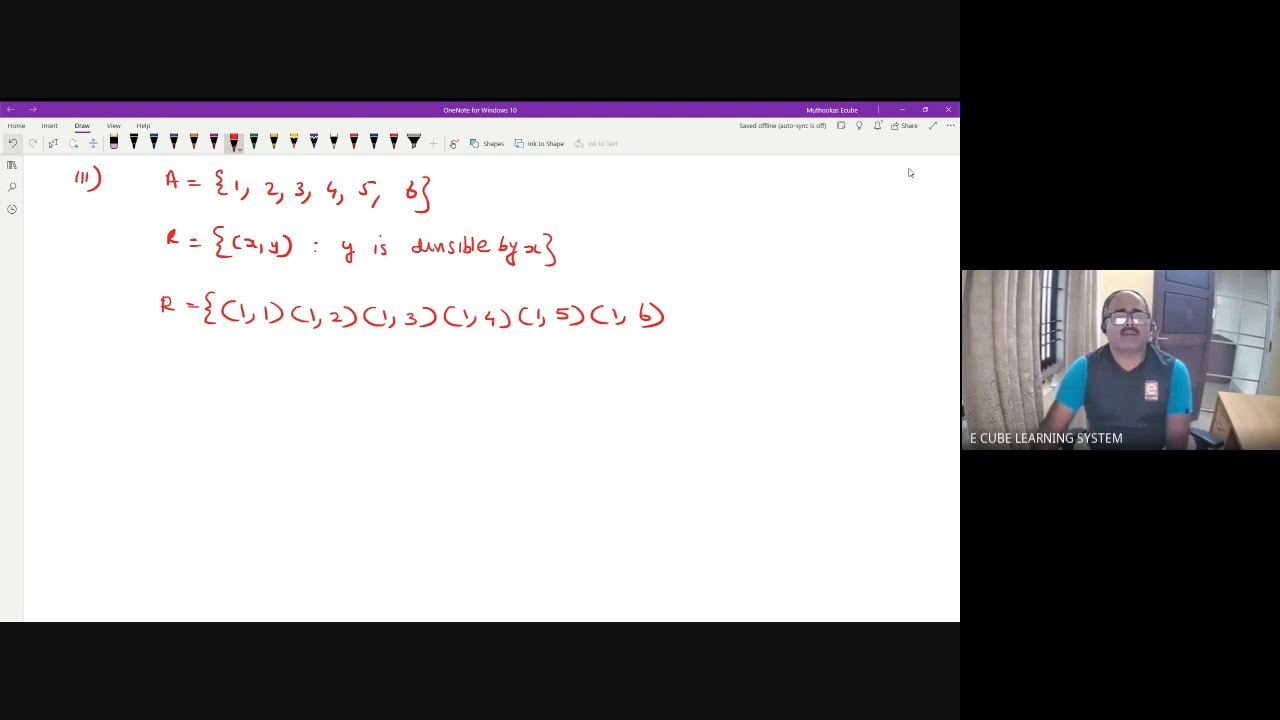 OneNote for Windows 10
Muthookas Ecube
Home Insert Draw View Help
Saved offline (auto-sync is off)
Share
Shapes
Ink to Shape
Ink to Text
III) A = {1, 2, 3, 4, 5, 6}
R = {(x,y) : y is divisible by x}
R = {(1, 1) (1, 2) (1, 3) (1, 4) (1, 5) (1, 6)
e
E CUBE
E CUBE LEARNING SYSTEM